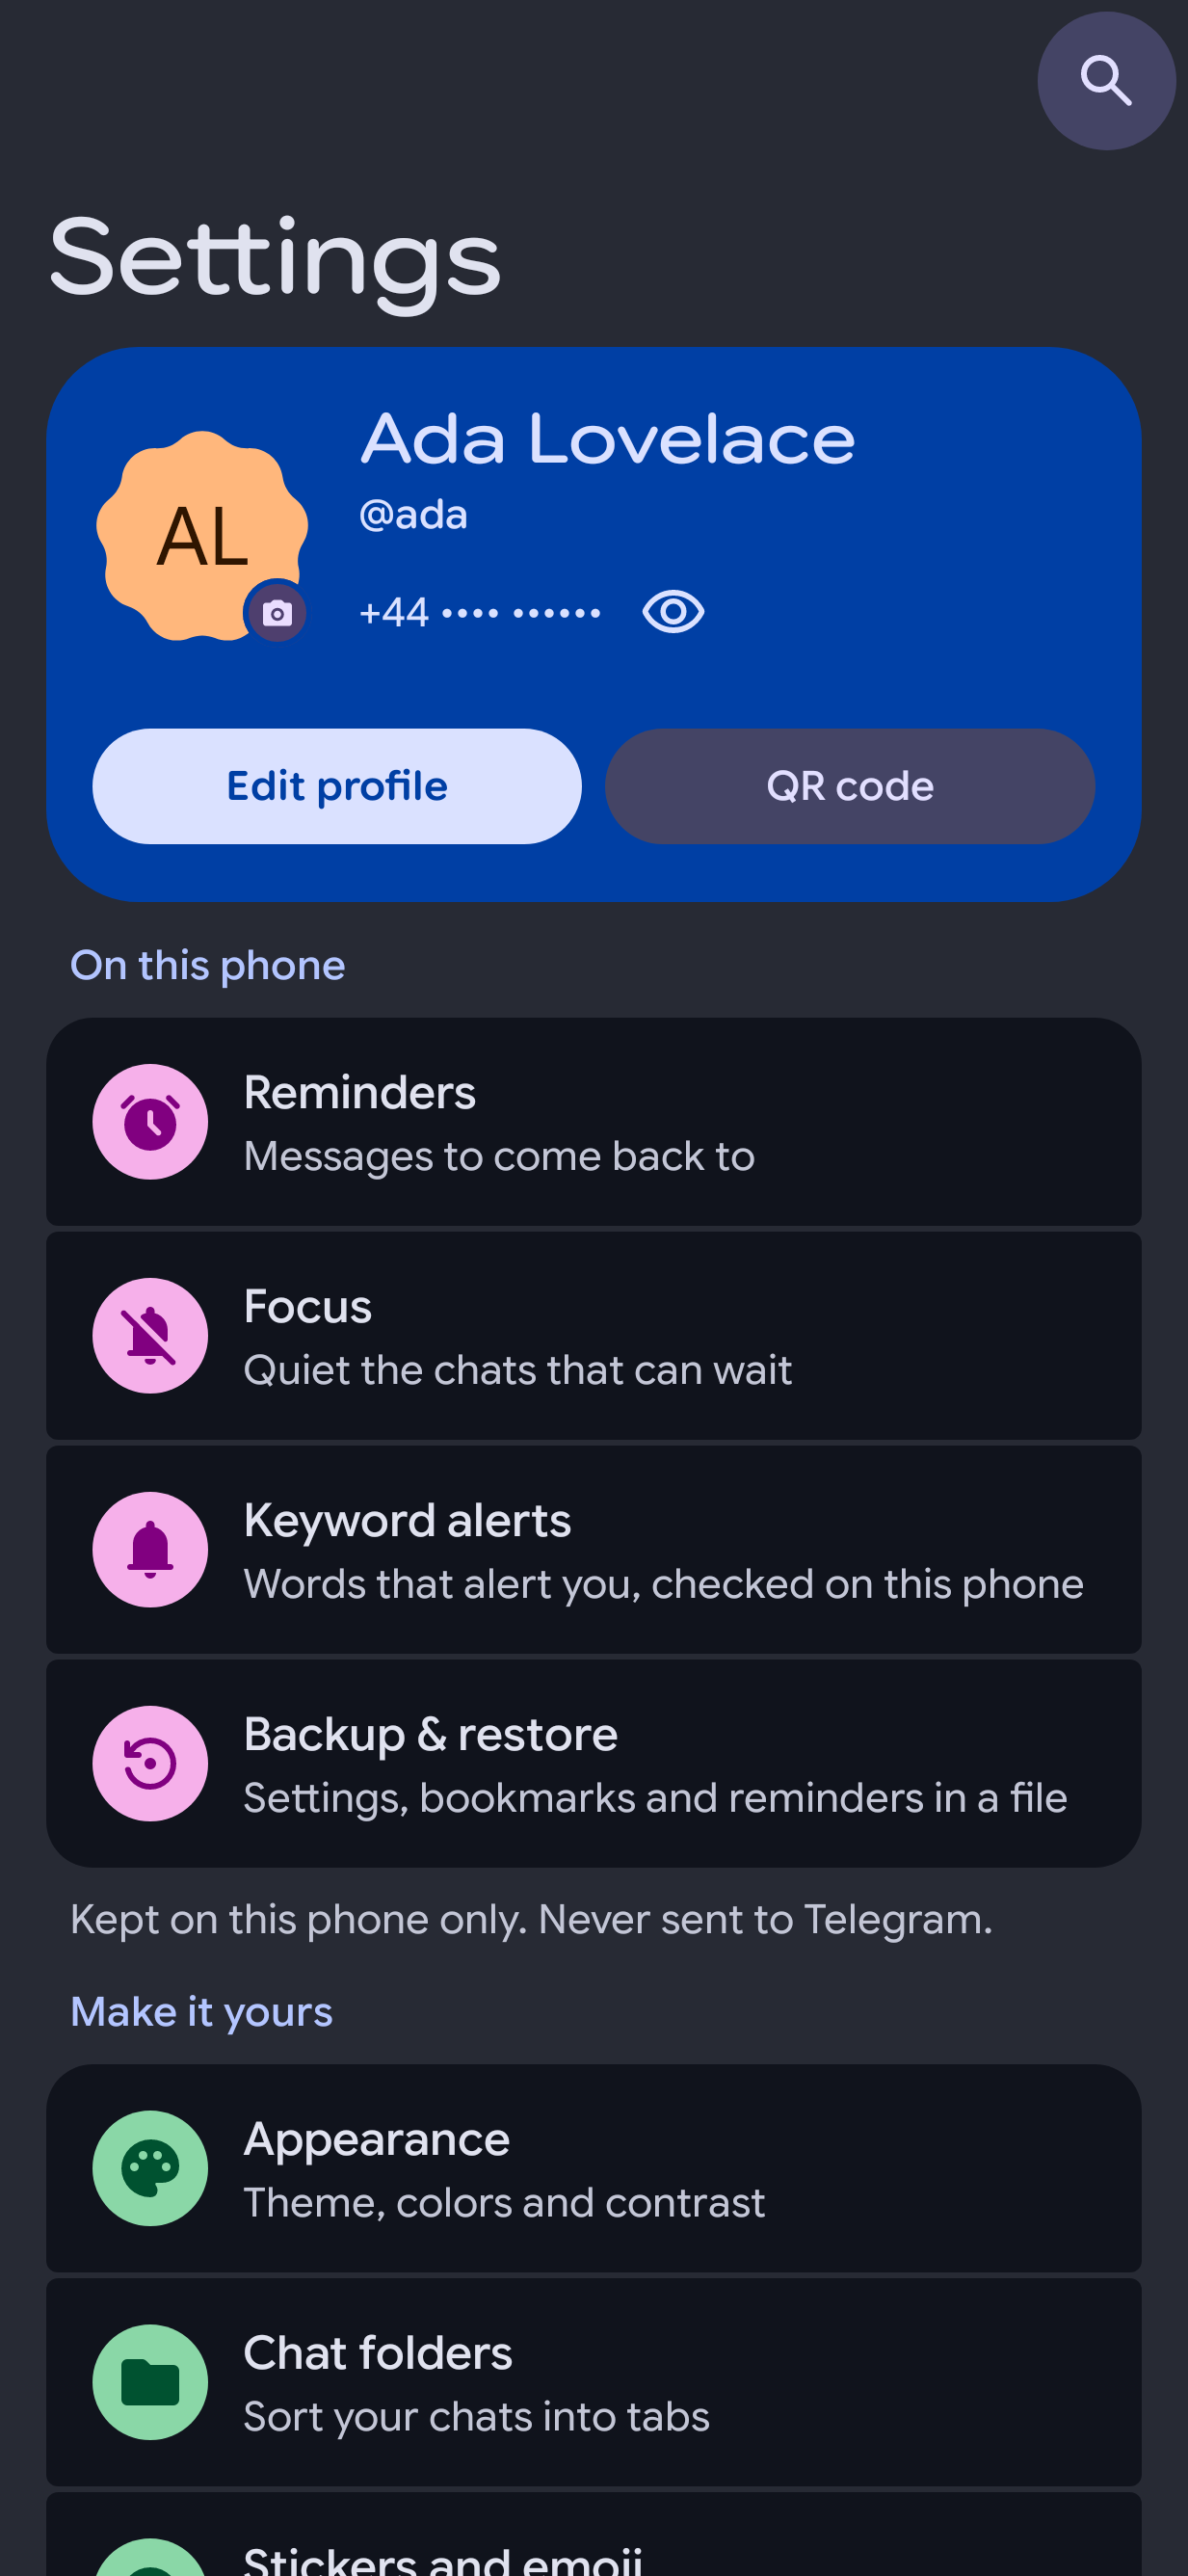 Settings
AL
Ada Lovelace
@ada
+44 •••• ••••••
Edit profile
QR code
On this phone
Reminders
Messages to come back to
Focus
Quiet the chats that can wait
Keyword alerts
Words that alert you, checked on this phone
Backup & restore
Settings, bookmarks and reminders in a file
Kept on this phone only. Never sent to Telegram.
Make it yours
Appearance
Theme, colors and contrast
Chat folders
Sort your chats into tabs
Stickers and emoji